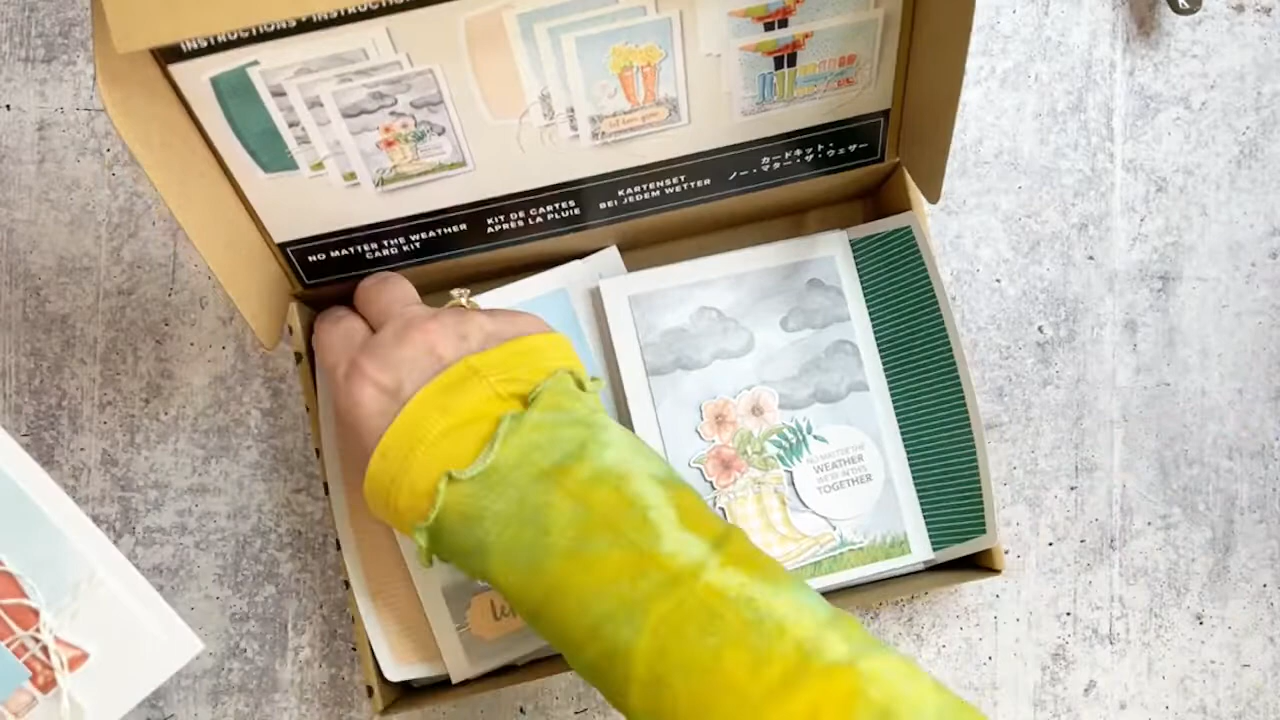 INSTRUCTIONS • INSTRUCTION
NO MATTER THE WEATHER
CARD KIT
KIT DE CARTES
APRÈS LA PLUIE
KARTENSET
BEI JEDEM WETTER
カードキット・
ノー・マター・ザ・ウェザー
NO MATTER THE
WEATHER
WE'RE IN THIS
TOGETHER